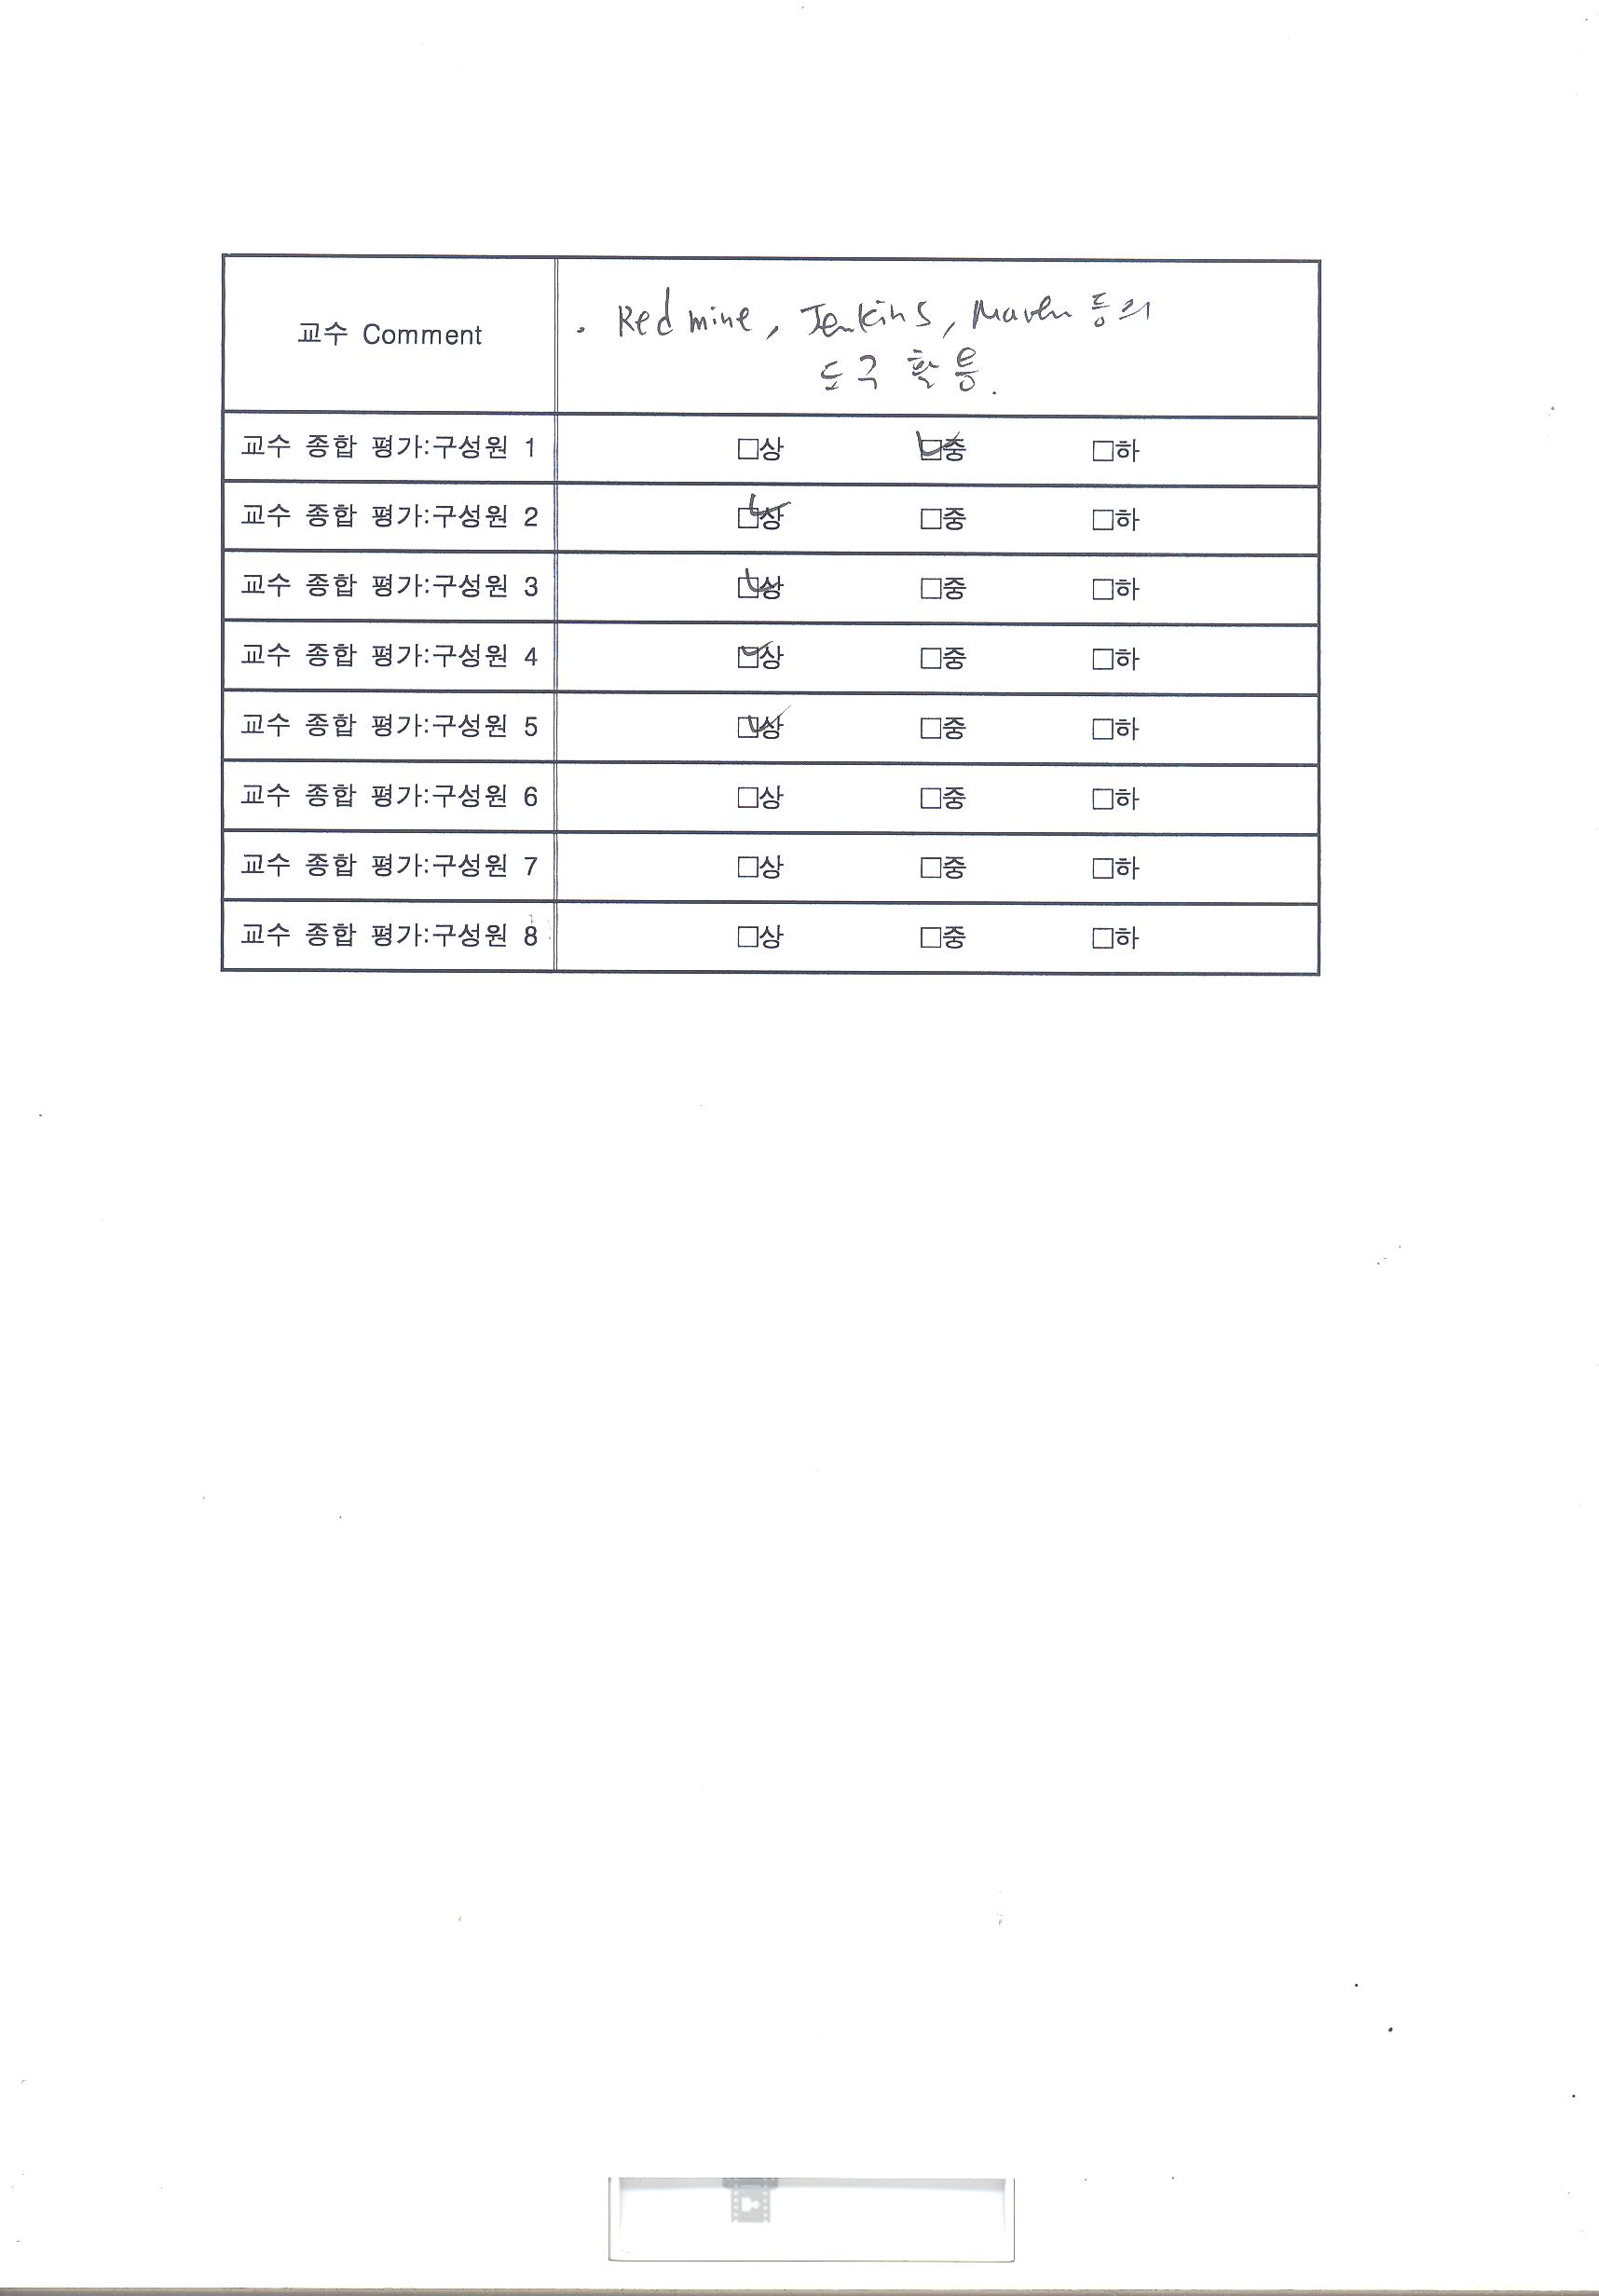 교수 Comment
· Redmine, Jenkins, Maven 등의
도구 활용.
교수 종합 평가:구성원 1 □상 ☑중 □하
교수 종합 평가:구성원 2 ☑상 □중 □하
교수 종합 평가:구성원 3 ☑상 □중 □하
교수 종합 평가:구성원 4 ☑상 □중 □하
교수 종합 평가:구성원 5 ☑상 □중 □하
교수 종합 평가:구성원 6 □상 □중 □하
교수 종합 평가:구성원 7 □상 □중 □하
교수 종합 평가:구성원 8 □상 □중 □하